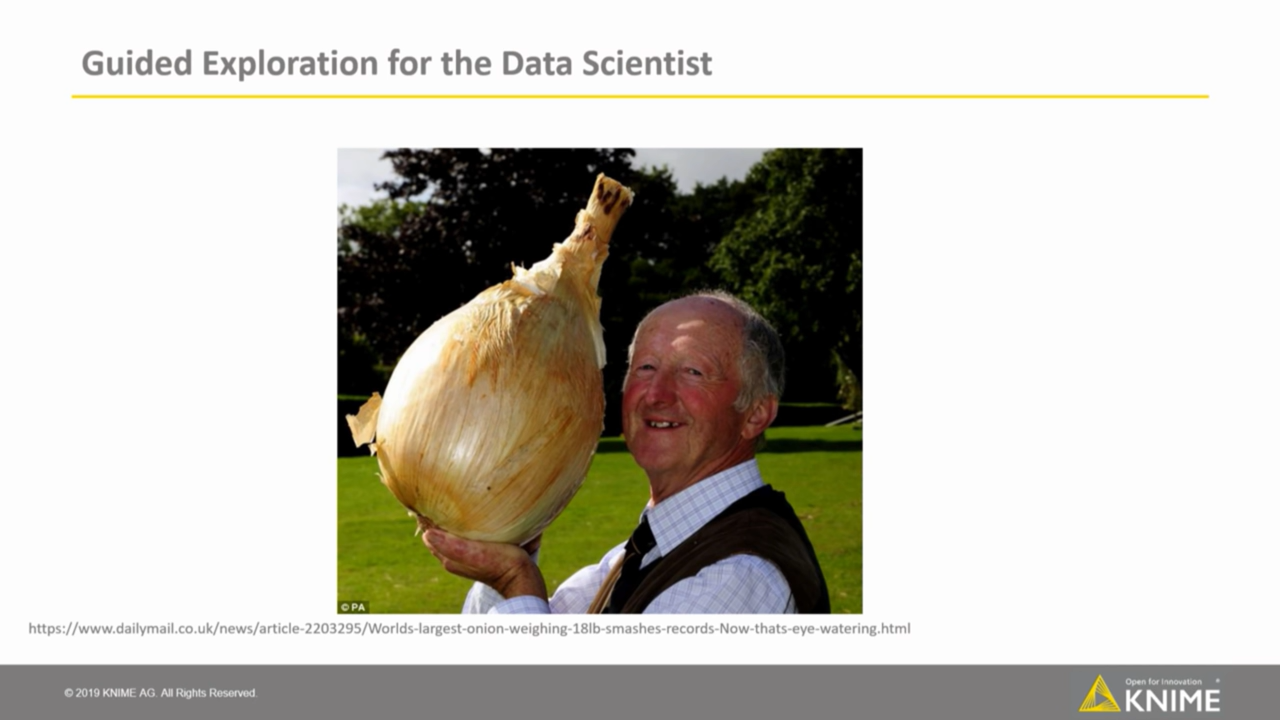 Guided Exploration for the Data Scientist
© PA
https://www.dailymail.co.uk/news/article-2203295/Worlds-largest-onion-weighing-18lb-smashes-records-Now-thats-eye-watering.html
© 2019 KNIME AG. All Rights Reserved.
Open for Innovation ®
KNIME